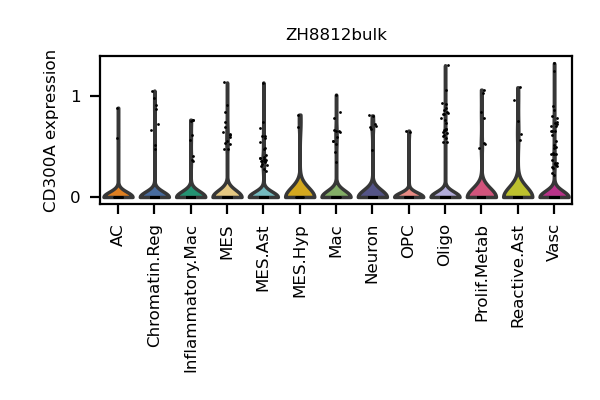 ZH8812bulk
CD300A expression
1
0
AC
Chromatin.Reg
Inflammatory.Mac
MES
MES.Ast
MES.Hyp
Mac
Neuron
OPC
Oligo
Prolif.Metab
Reactive.Ast
Vasc